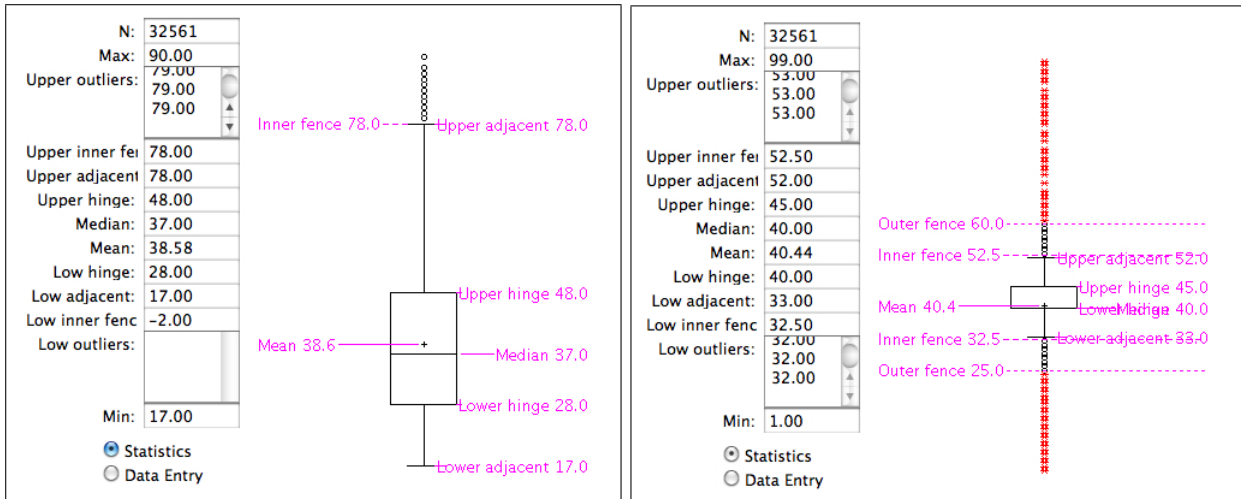 N: 32561
Max: 90.00
Upper outliers: 79.00
79.00
79.00
Upper inner fe
78.00
Upper adjacent 78.00
Upper hinge: 48.00
Median: 37.00
Mean: 38.58
Low hinge: 28.00
Low adjacent: 17.00
Low inner fenc -2.00
Low outliers:
Min: 17.00
Statistics
Data Entry
Inner fence 78.0
Upper adjacent 78.0
Upper hinge 48.0
Mean 38.6
Median 37.0
Lower hinge 28.0
Lower adjacent 17.0
N: 32561
Max: 99.00
Upper outliers: 53.00
53.00
53.00
Upper inner fe
52.50
Upper adjacent 52.00
Upper hinge: 45.00
Median: 40.00
Mean: 40.44
Low hinge: 40.00
Low adjacent: 33.00
Low inner fenc 32.50
Low outliers: 32.00
32.00
32.00
Min: 1.00
Statistics
Data Entry
Outer fence 60.0
Inner fence 52.5
Upper adjacent 52.0
Upper hinge 45.0
Mean 40.4
40.0
Inner fence 32.5
Lower adjacent 33.0
Outer fence 25.0